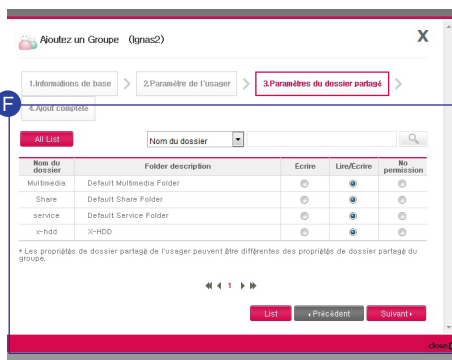 Ajoutez un Groupe (Ignas2)
X
1.Informations de base
2.Paramètre de l'usager
3.Paramètres du dossier partagé
4.Ajout complète
F
All List
Nom du dossier
Nom du dossier Folder description Écrire Lire/Écrire No permission
Multimedia Default Multimedia Folder
Share Default Share Folder
service Default Service Folder
x-hdd X-HDD
* Les propriétés de dossier partagé de l'usager peuvent être différentes des propriétés de dossier partagé du
groupe.
1
List Précédent Suivant
close